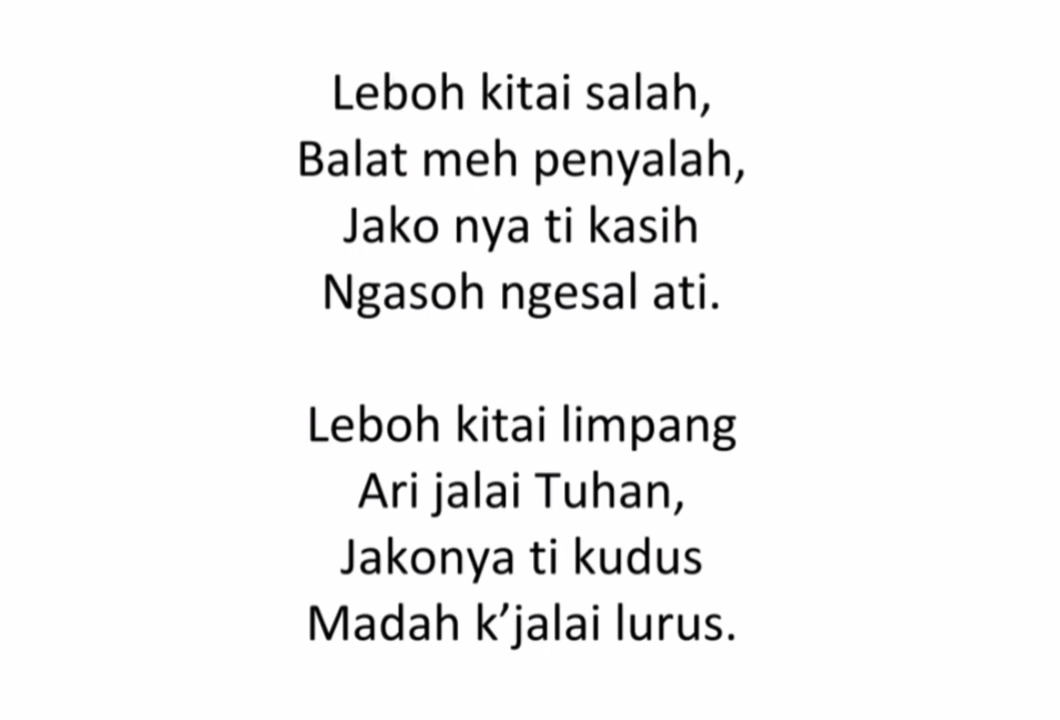 Leboh kitai salah,
Balat meh penyalah,
Jako nya ti kasih
Ngasoh ngesal ati.
Leboh kitai limpang
Ari jalai Tuhan,
Jakonya ti kudus
Madah k’jalai lurus.